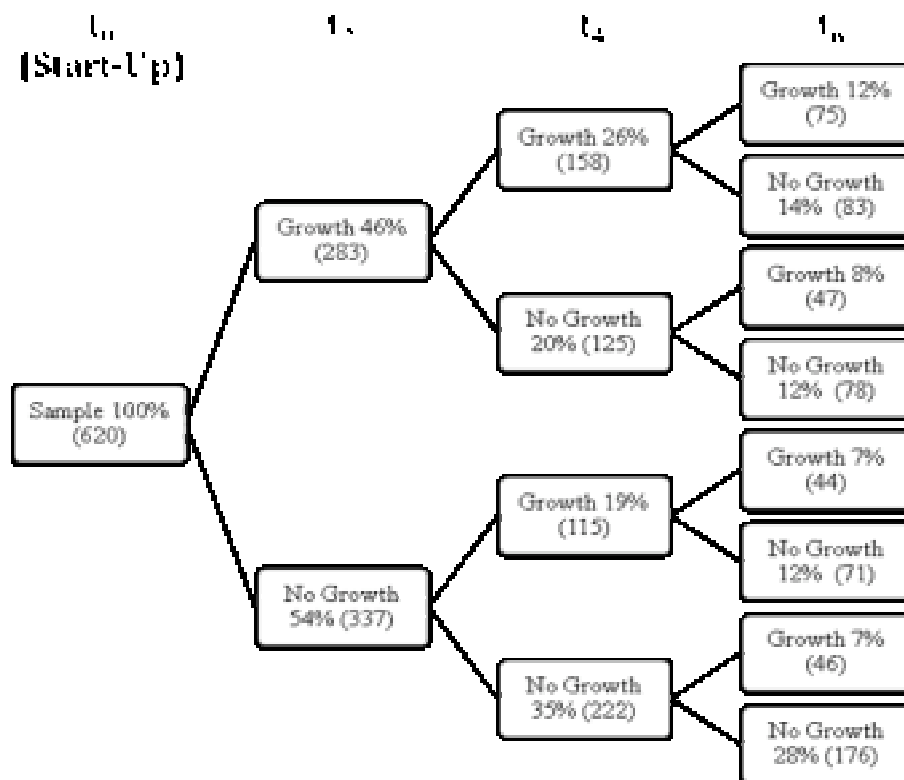 t4
(Start-Up)
Sample 100%
(620)
Growth 46%
(283)
No Growth
54% (337)
Growth 26%
(158)
No Growth
20% (125)
Growth 19%
(115)
No Growth
35% (222)
Growth 12%
(75)
No Growth
14% (83)
Growth 8%
(47)
No Growth
12% (78)
Growth 7%
(44)
No Growth
12% (71)
Growth 7%
(46)
No Growth
28% (176)